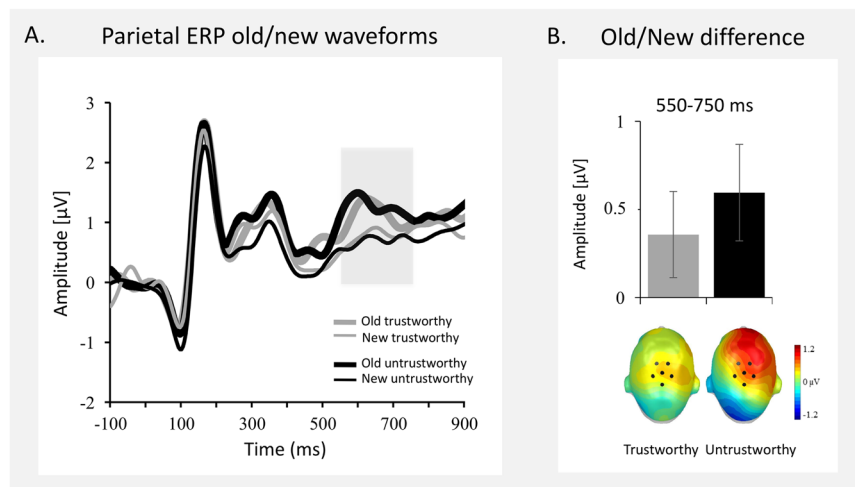 A. Parietal ERP old/new waveforms
Amplitude [µV]
3
2
1
0
-1
-2
-100 100 300 500 700 900
Time (ms)
Old trustworthy
New trustworthy
Old untrustworthy
New untrustworthy
B. Old/New difference
550-750 ms
Amplitude [µV]
1
0.5
0
1.2
0 µV
-1.2
Trustworthy Untrustworthy